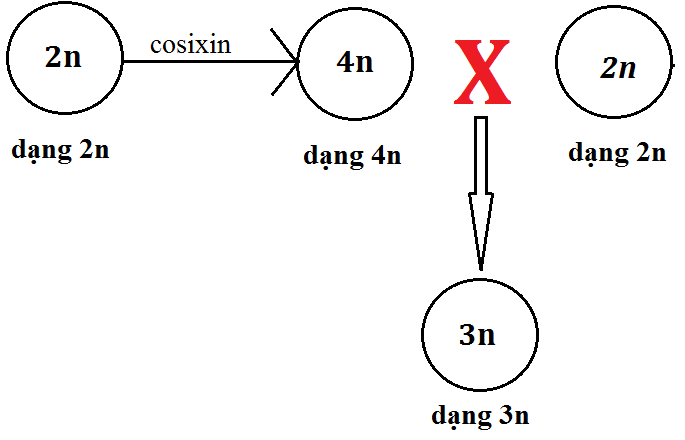 2n
cosixin
4n
X
2n
dạng 2n
dạng 4n
dạng 2n
3n
dạng 3n